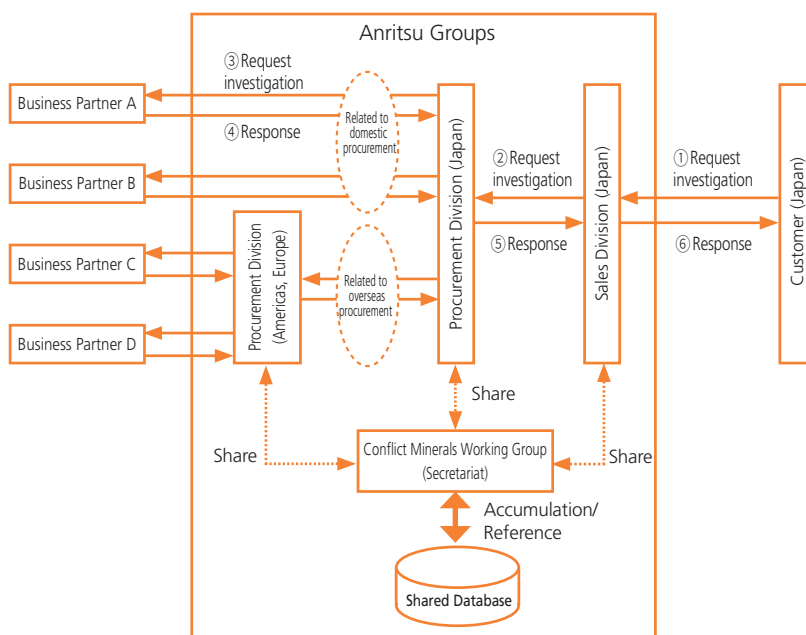 Anritsu Groups
③Request
investigation
④Response
Business Partner A
Business Partner B
Business Partner C
Business Partner D
Related to
domestic
procurement
Related to
overseas
procurement
Procurement Division
(Americas, Europe)
Procurement Division (Japan)
②Request
investigation
⑤Response
Sales Division (Japan)
①Request
investigation
⑥Response
Customer (Japan)
Share
Share
Share
Conflict Minerals Working Group
(Secretariat)
Accumulation/
Reference
Shared Database